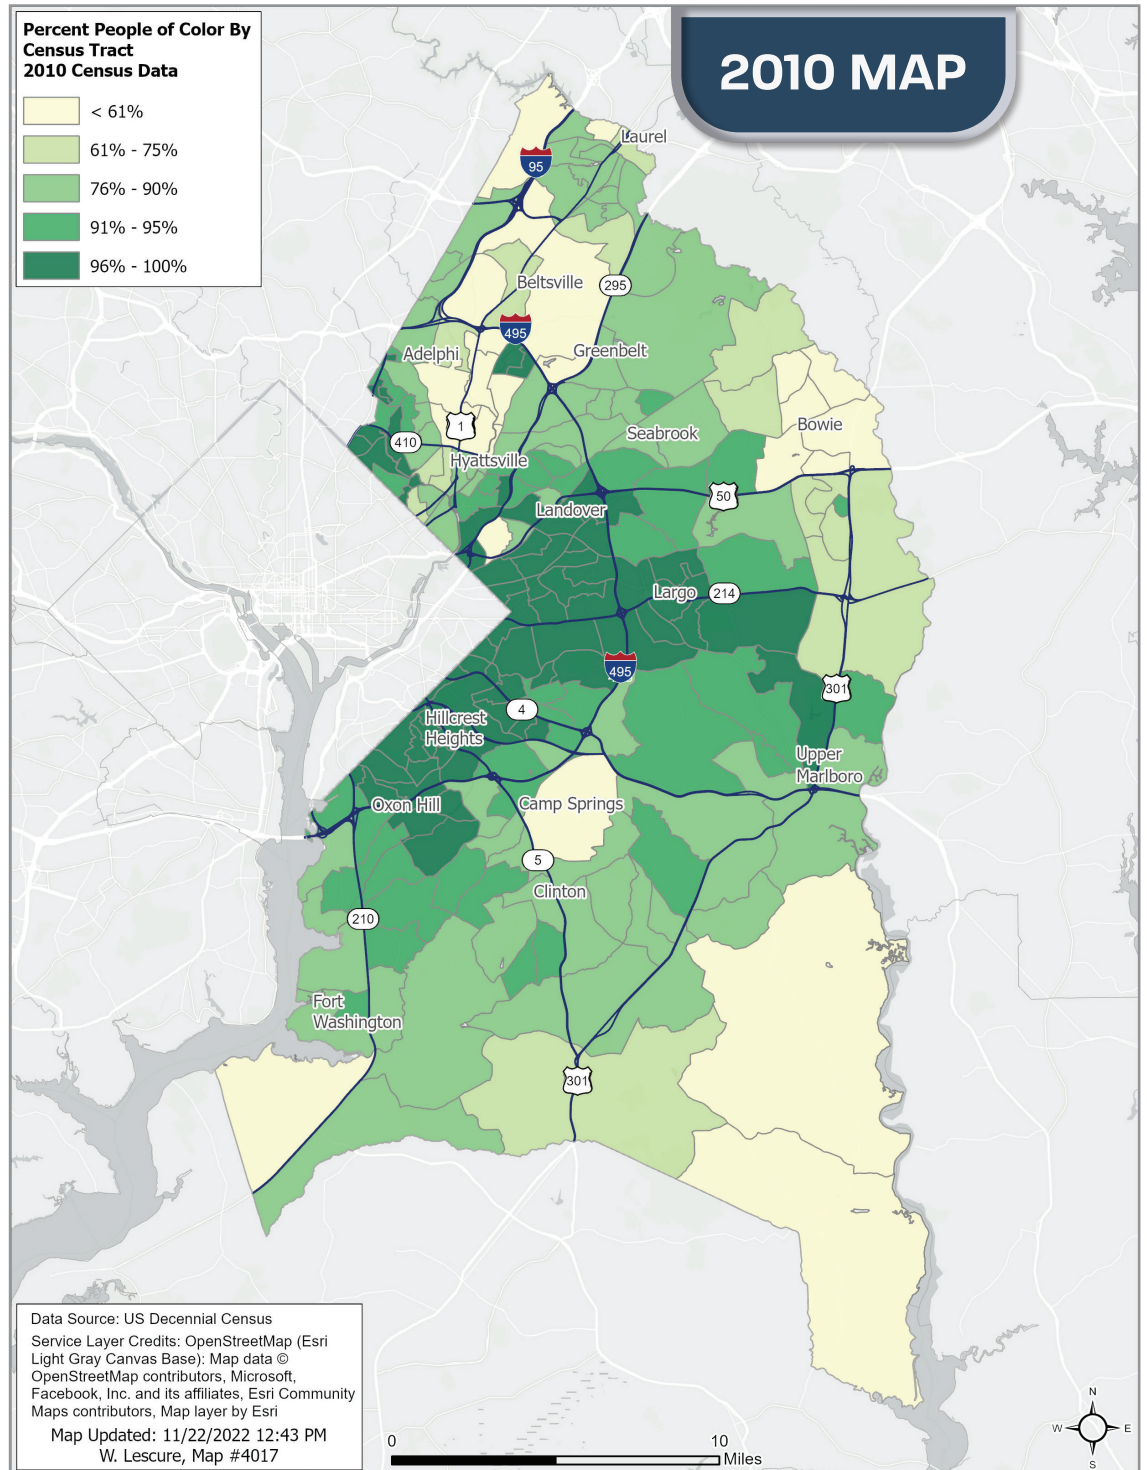 Percent People of Color By
Census Tract
2010 Census Data
< 61%
61% - 75%
76% - 90%
91% - 95%
96% - 100%
2010 MAP
Laurel
95
Beltsville
295
495
Adelphi
Greenbelt
1
410
Seabrook
Bowie
Hyattsville
50
Landover
Largo
214
495
301
4
Hillcrest
Heights
Upper
Marlboro
Oxon Hill
Camp Springs
5
Clinton
210
Fort
Washington
301
Data Source: US Decennial Census
Service Layer Credits: OpenStreetMap (Esri
Light Gray Canvas Base): Map data ©
OpenStreetMap contributors, Microsoft,
Facebook, Inc. and its affiliates, Esri Community
Maps contributors, Map layer by Esri
Map Updated: 11/22/2022 12:43 PM
W. Lescure, Map #4017
0 10
Miles
N
W E
S